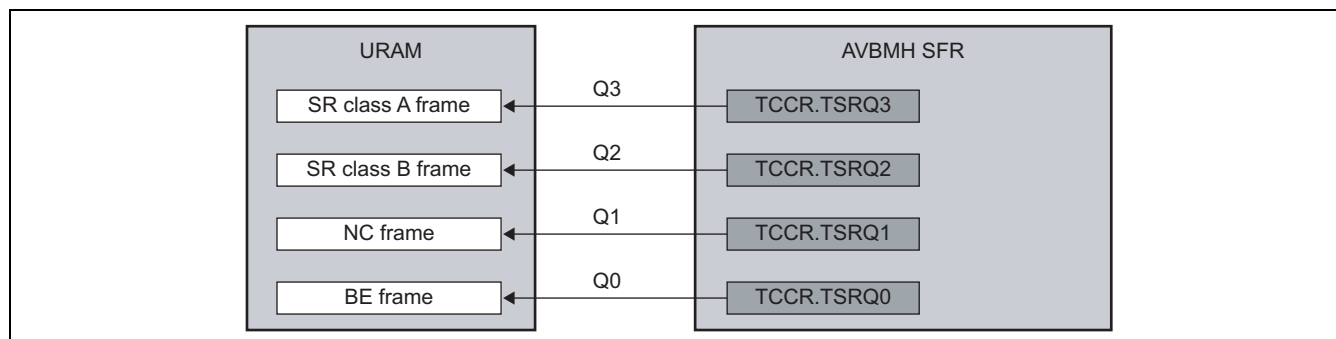 URAM
AVBMH SFR
SR class A frame
Q3
TCCR.TSRQ3
SR class B frame
Q2
TCCR.TSRQ2
NC frame
Q1
TCCR.TSRQ1
BE frame
Q0
TCCR.TSRQ0